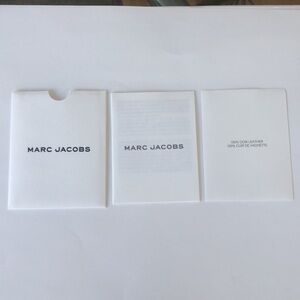 MARC JACOBS
MARC JACOBS
100% COW LEATHER
100% CUIR DE VACHETTE